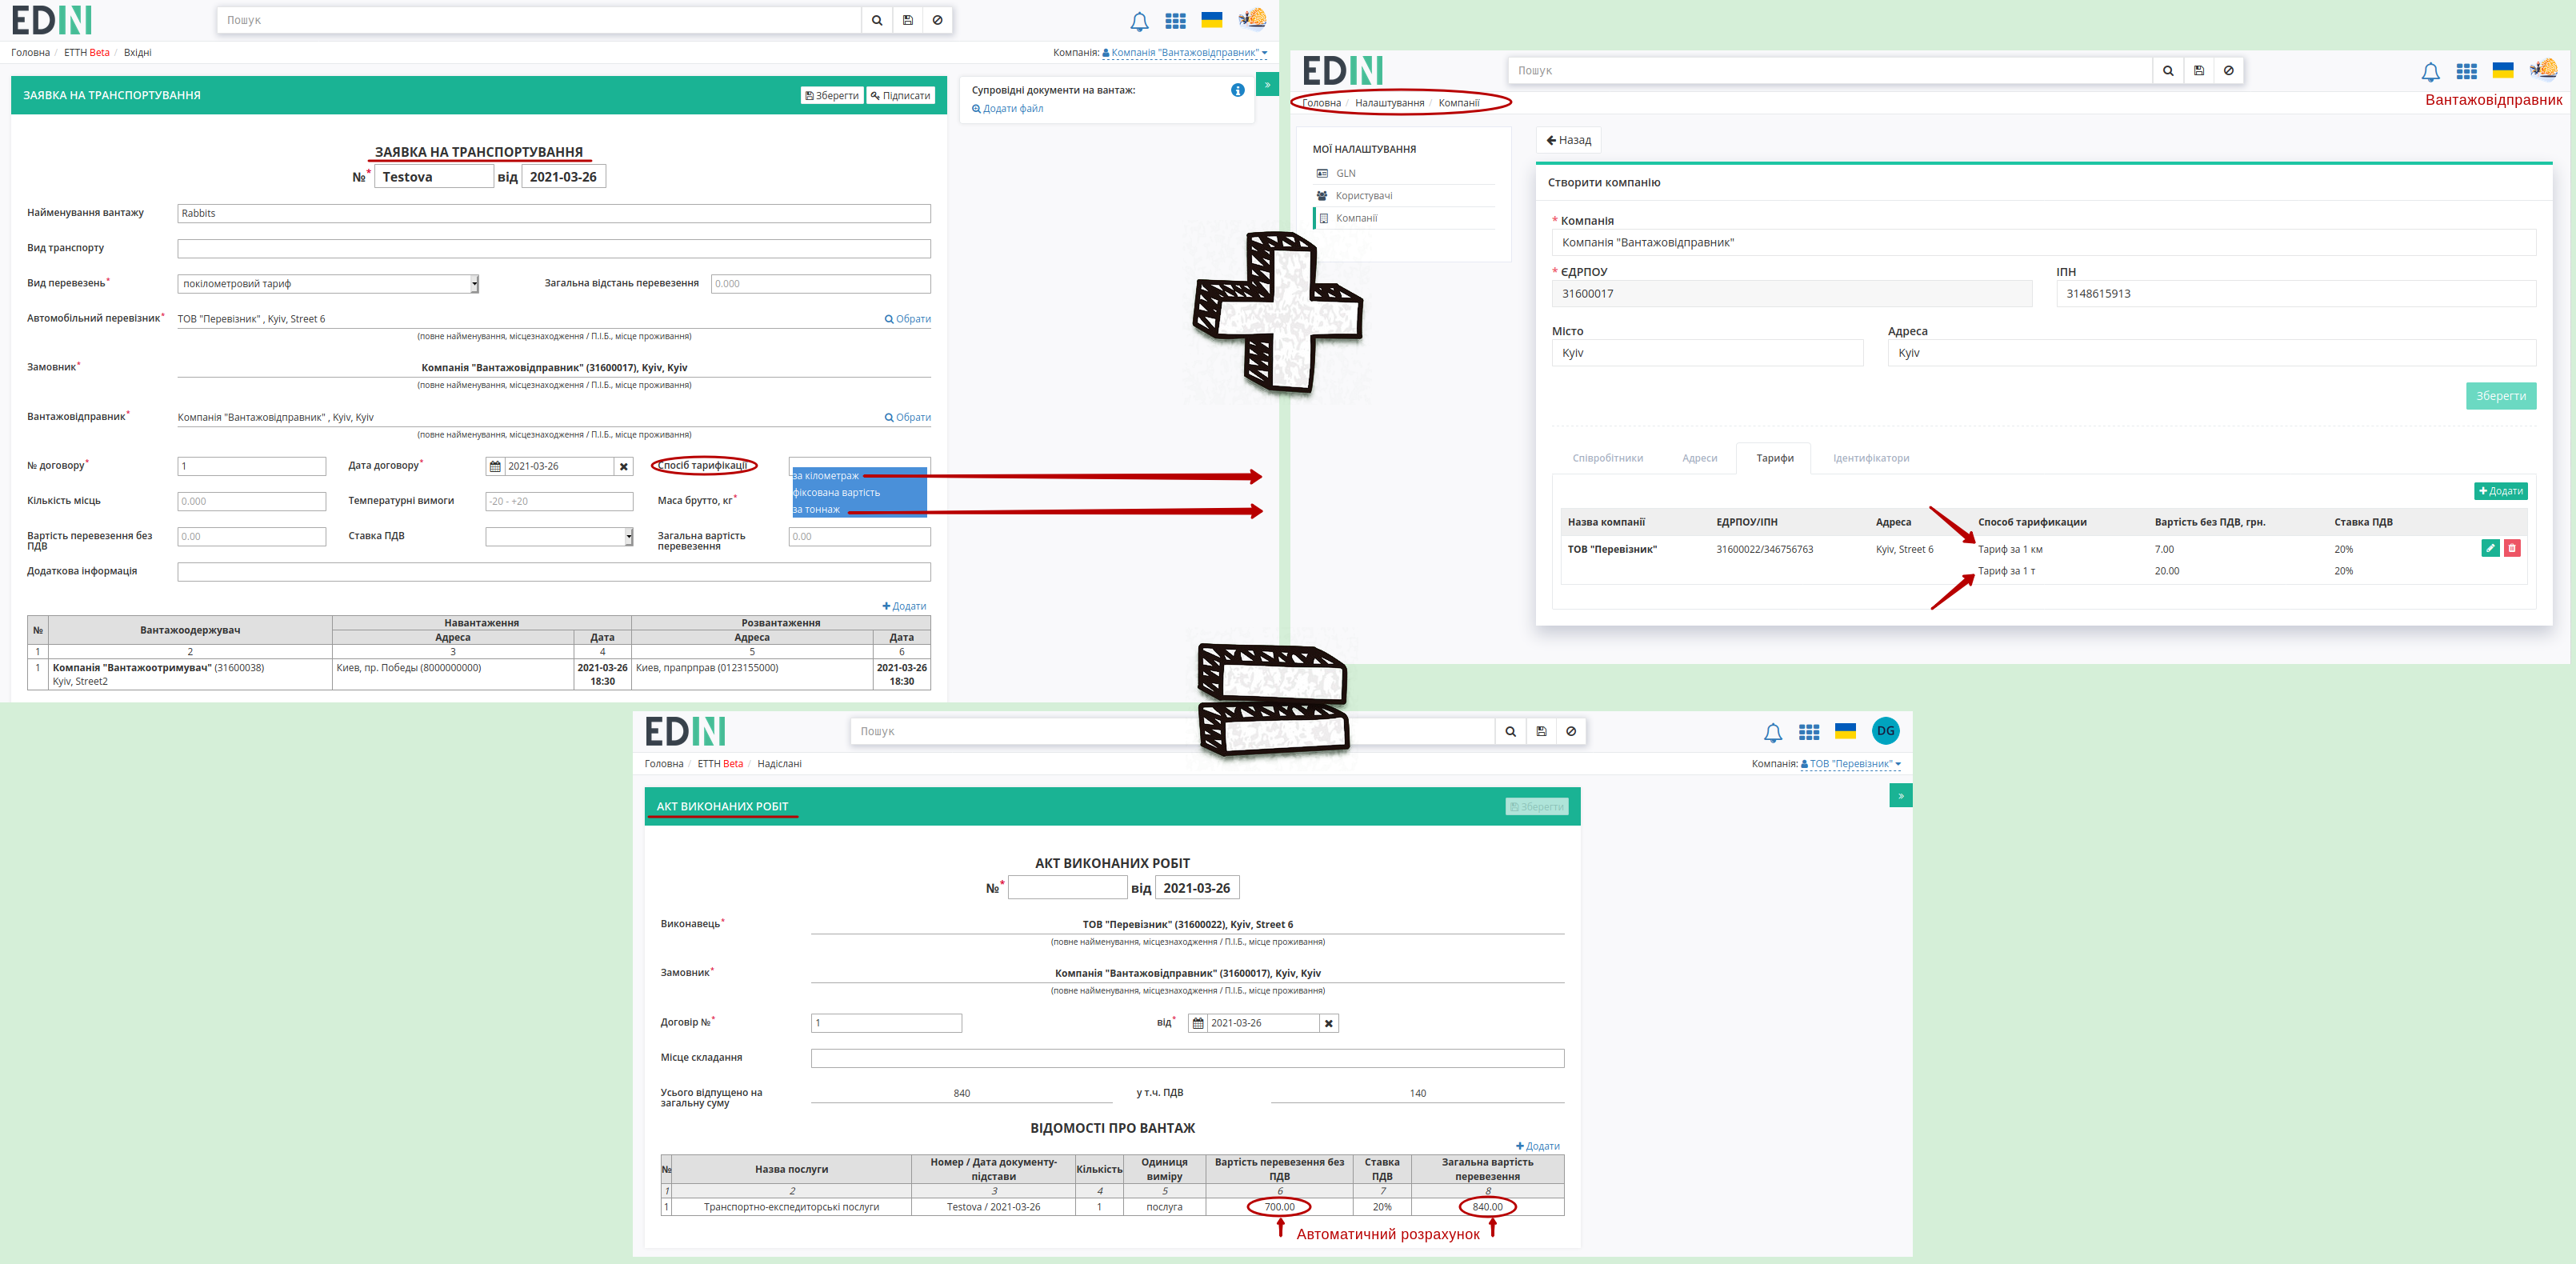 EDIN
Пошук
Головна / ЕТТН Beta / Вхідні
Компанія: Компанія "Вантажовідправник"
ЗАЯВКА НА ТРАНСПОРТУВАННЯ
Зберегти Підписати
Супровідні документи на вантаж:
Додати файл
»
ЗАЯВКА НА ТРАНСПОРТУВАННЯ
№* Testova від 2021-03-26
Найменування вантажу Rabbits
Вид транспорту
Вид перевезень* покілометровий тариф Загальна відстань перевезення 0.000
Автомобільний перевізник* ТОВ "Перевізник" , Kyiv, Street 6 Обрати
(повне найменування, місцезнаходження / П.І.Б., місце проживання)
Замовник* Компанія "Вантажовідправник" (31600017), Kyiv, Kyiv
(повне найменування, місцезнаходження / П.І.Б., місце проживання)
Вантажовідправник* Компанія "Вантажовідправник" , Kyiv, Kyiv Обрати
(повне найменування, місцезнаходження / П.І.Б., місце проживання)
№ договору* 1 Дата договору* 2021-03-26 Спосіб тарифікації
за кілометраж
фіксована вартість
за тоннаж
Кількість місць 0.000 Температурні вимоги -20 - +20 Маса брутто, кг*
Вартість перевезення без ПДВ 0.00 Ставка ПДВ Загальна вартість перевезення 0.00
Додаткова інформація
Додати
№ Вантажоодержувач Навантаження Розвантаження
Адреса Дата Адреса Дата
1 2 3 4 5 6
1 Компанія "Вантажоотримувач" (31600038) Киев, пр. Победы (8000000000) 2021-03-26 Киев, прапрправ (0123155000) 2021-03-26
Kyiv, Street2 18:30 18:30
EDIN
Пошук
Головна / Налаштування / Компанії
Вантажовідправник
МОЇ НАЛАШТУВАННЯ
GLN
Користувачі
Компанії
Назад
Створити компанію
* Компанія
Компанія "Вантажовідправник"
* ЄДРПОУ ІПН
31600017 3148615913
Місто Адреса
Kyiv Kyiv
Зберегти
Співробітники Адреси Тарифи Ідентифікатори
Додати
Назва компанії ЕДРПОУ/ІПН Адреса Способ тарификации Вартість без ПДВ, грн. Ставка ПДВ
ТОВ "Перевізник" 31600022/346756763 Kyiv, Street 6 Тариф за 1 км 7.00 20%
Тариф за 1 т 20.00 20%
EDIN
Пошук
DG
Головна / ЕТТН Beta / Надіслані
Компанія: ТОВ "Перевізник"
АКТ ВИКОНАНИХ РОБІТ
Зберегти
»
АКТ ВИКОНАНИХ РОБІТ
№* від 2021-03-26
Виконавець* ТОВ "Перевізник" (31600022), Kyiv, Street 6
(повне найменування, місцезнаходження / П.І.Б., місце проживання)
Замовник* Компанія "Вантажовідправник" (31600017), Kyiv, Kyiv
(повне найменування, місцезнаходження / П.І.Б., місце проживання)
Договір №* 1 від* 2021-03-26
Місце складання
Усього відпущено на загальну суму 840 у т.ч. ПДВ 140
ВІДОМОСТІ ПРО ВАНТАЖ
Додати
№ Назва послуги Номер / Дата документу-підстави Кількість Одиниця виміру Вартість перевезення без ПДВ Ставка ПДВ Загальна вартість перевезення
1 2 3 4 5 6 7 8
1 Транспортно-експедиторські послуги Testova / 2021-03-26 1 послуга 700.00 20% 840.00
Автоматичний розрахунок